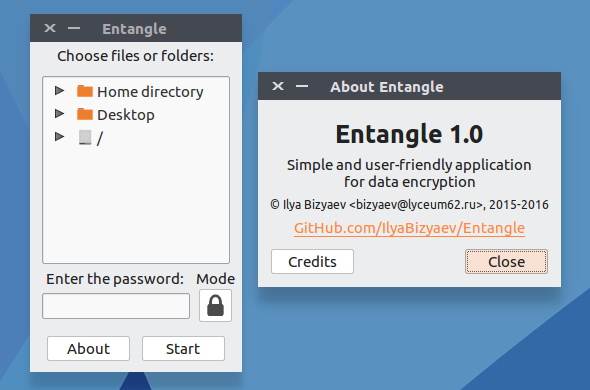 Entangle
Choose files or folders:
Home directory
Desktop
/
Enter the password: Mode
About Start
About Entangle
Entangle 1.0
Simple and user-friendly application
for data encryption
© Ilya Bizyaev <bizyaev@lyceum62.ru>, 2015-2016
GitHub.com/IlyaBizyaev/Entangle
Credits Close